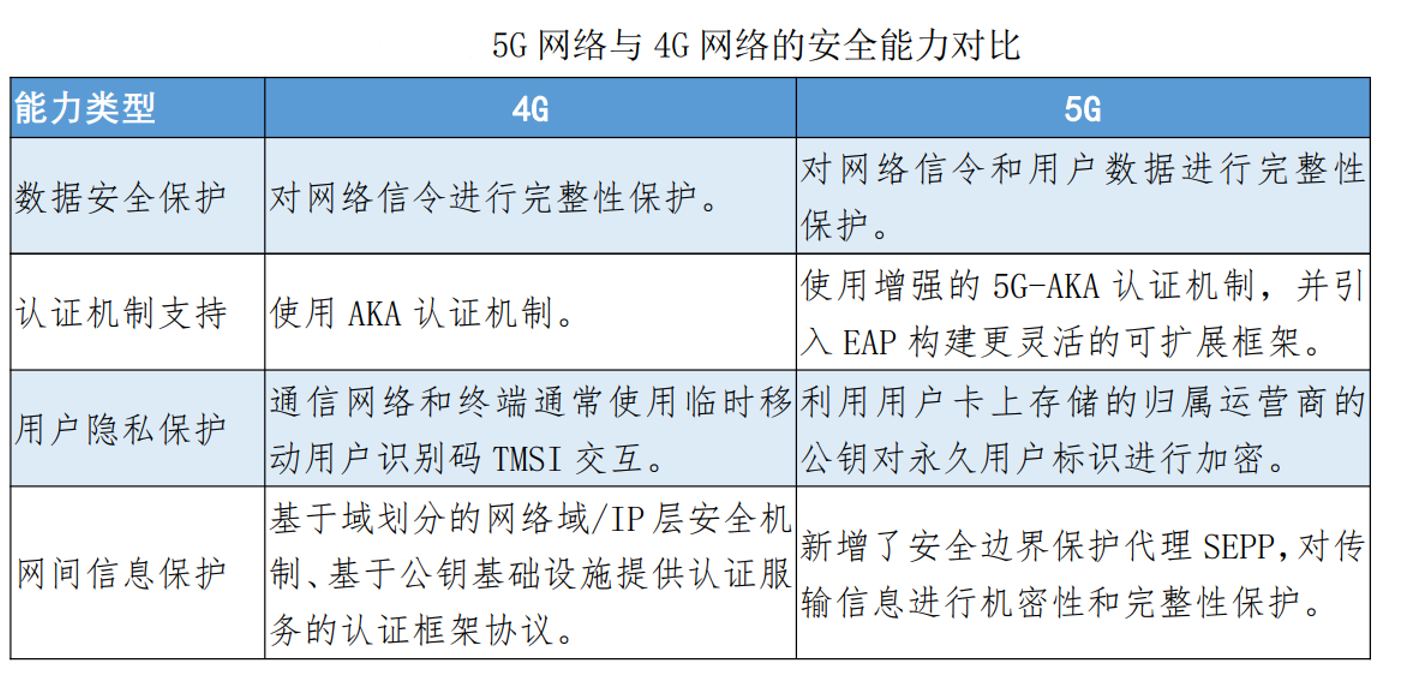 5G 网络与 4G 网络的安全能力对比
能力类型
4G
5G
数据安全保护
对网络信令进行完整性保护。
对网络信令和用户数据进行完整性
保护。
认证机制支持
使用 AKA 认证机制。
使用增强的 5G-AKA 认证机制，并引
入 EAP 构建更灵活的可扩展框架。
用户隐私保护
通信网络和终端通常使用临时移
动用户识别码 TMSI 交互。
利用用户卡上存储的归属运营商的
公钥对永久用户标识进行加密。
网间信息保护
基于域划分的网络域/IP 层安全机
制、基于公钥基础设施提供认证服
务的认证框架协议。
新增了安全边界保护代理 SEPP，对传
输信息进行机密性和完整性保护。